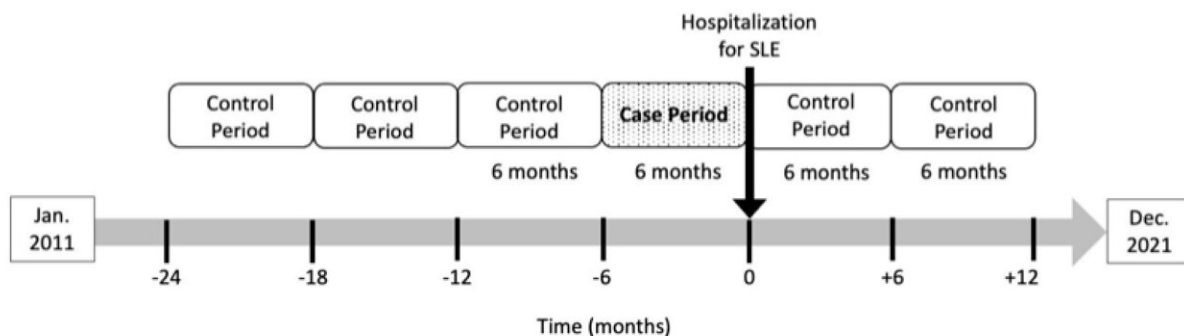 Hospitalization
for SLE
Control
Period
Control
Period
Control
Period
Case Period
Control
Period
Control
Period
6 months
6 months
6 months
6 months
Jan.
2011
Dec.
2021
-24
-18
-12
-6
0
+6
+12
Time (months)